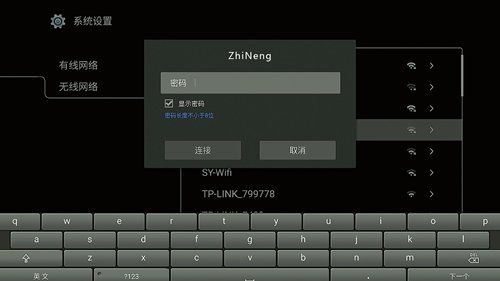 系统设置
ZhiNeng
有线网络
密码
无线网络
显示密码
密码长度不小于8位
连接
取消
SY-Wifi
TP-LINK_799778
q w e r t y u i o p
a s d f g h j k l
z x c v b n m DEL
英文 ?123 . 下一个